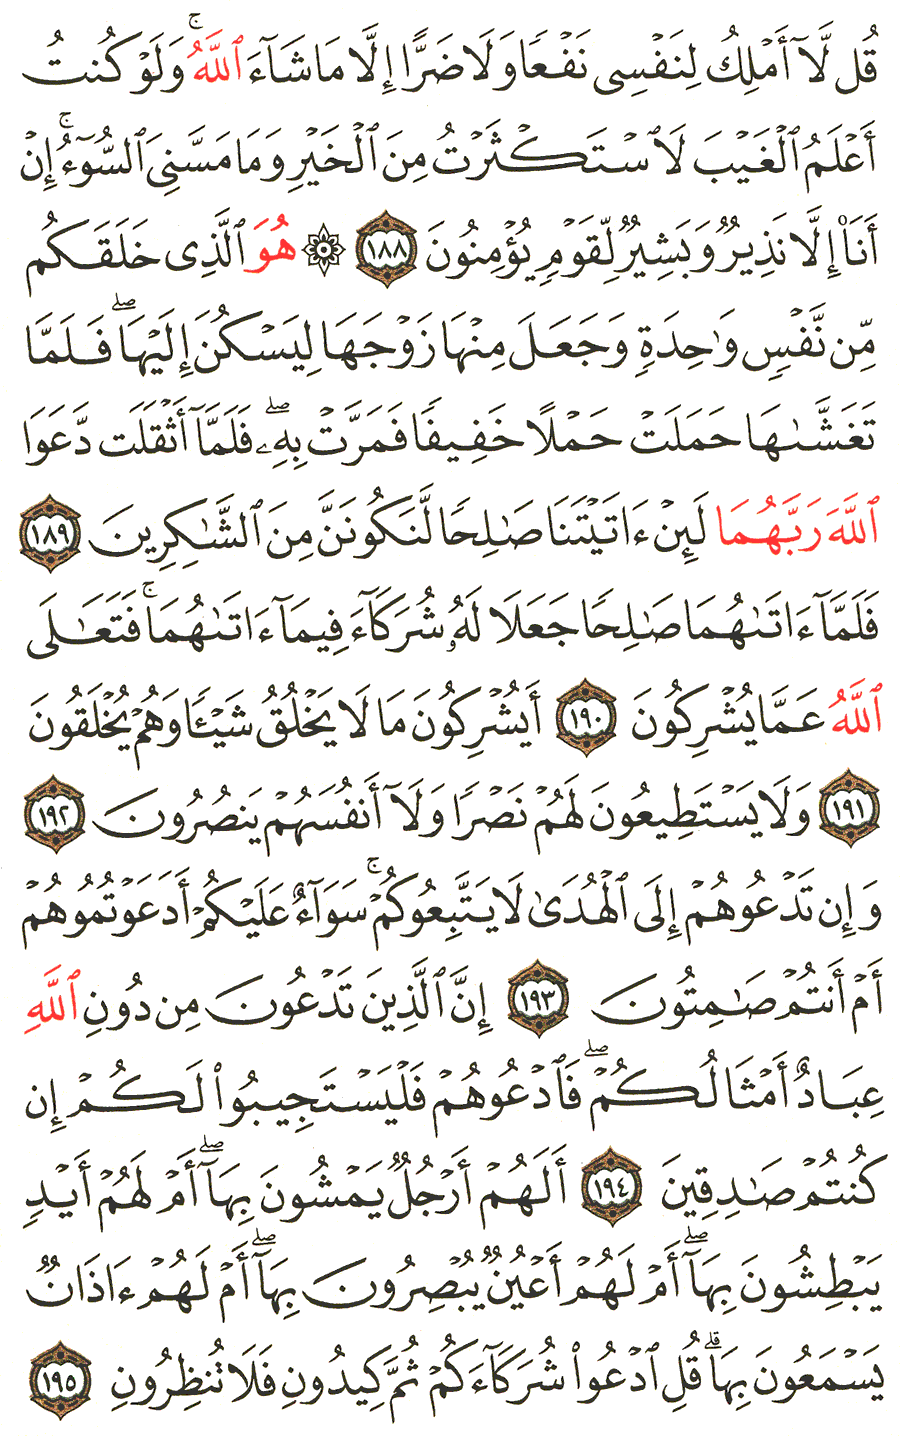 قُل لَّآ أَمۡلِكُ لِنَفۡسِي نَفۡعٗا وَلَا ضَرًّا إِلَّا مَا شَآءَ ٱللَّهُۚ وَلَوۡ كُنتُ
أَعۡلَمُ ٱلۡغَيۡبَ لَٱسۡتَكۡثَرۡتُ مِنَ ٱلۡخَيۡرِ وَمَا مَسَّنِيَ ٱلسُّوٓءُۚ إِنۡ
أَنَا۠ إِلَّا نَذِيرٞ وَبَشِيرٞ لِّقَوۡمٖ يُؤۡمِنُونَ ١٨٨ ۞ هُوَ ٱلَّذِي خَلَقَكُم
مِّن نَّفۡسٖ وَٰحِدَةٖ وَجَعَلَ مِنۡهَا زَوۡجَهَا لِيَسۡكُنَ إِلَيۡهَاۖ فَلَمَّا
تَغَشَّىٰهَا حَمَلَتۡ حَمۡلًا خَفِيفٗا فَمَرَّتۡ بِهِۦۖ فَلَمَّآ أَثۡقَلَت دَّعَوَا
ٱللَّهَ رَبَّهُمَا لَئِنۡ ءَاتَيۡتَنَا صَٰلِحٗا لَّنَكُونَنَّ مِنَ ٱلشَّٰكِرِينَ ١٨٩
فَلَمَّآ ءَاتَىٰهُمَا صَٰلِحٗا جَعَلَا لَهُۥ شُرَكَآءَ فِيمَآ ءَاتَىٰهُمَاۚ فَتَعَٰلَى
ٱللَّهُ عَمَّا يُشۡرِكُونَ ١٩٠ أَيُشۡرِكُونَ مَا لَا يَخۡلُقُ شَيۡـٔٗا وَهُمۡ يُخۡلَقُونَ
١٩١ وَلَا يَسۡتَطِيعُونَ لَهُمۡ نَصۡرٗا وَلَآ أَنفُسَهُمۡ يَنصُرُونَ ١٩٢
وَإِن تَدۡعُوهُمۡ إِلَى ٱلۡهُدَىٰ لَا يَتَّبِعُوكُمۡۚ سَوَآءٌ عَلَيۡكُمۡ أَدَعَوۡتُمُوهُمۡ
أَمۡ أَنتُمۡ صَٰمِتُونَ ١٩٣ إِنَّ ٱلَّذِينَ تَدۡعُونَ مِن دُونِ ٱللَّهِ
عِبَادٌ أَمۡثَالُكُمۡۖ فَٱدۡعُوهُمۡ فَلۡيَسۡتَجِيبُواْ لَكُمۡ إِن
كُنتُمۡ صَٰدِقِينَ ١٩٤ أَلَهُمۡ أَرۡجُلٞ يَمۡشُونَ بِهَآۖ أَمۡ لَهُمۡ أَيۡدٖ
يَبۡطِشُونَ بِهَآۖ أَمۡ لَهُمۡ أَعۡيُنٞ يُبۡصِرُونَ بِهَآۖ أَمۡ لَهُمۡ ءَاذَانٞ
يَسۡمَعُونَ بِهَاۗ قُلِ ٱدۡعُواْ شُرَكَآءَكُمۡ ثُمَّ كِيدُونِ فَلَا تُنظِرُونِ ١٩٥